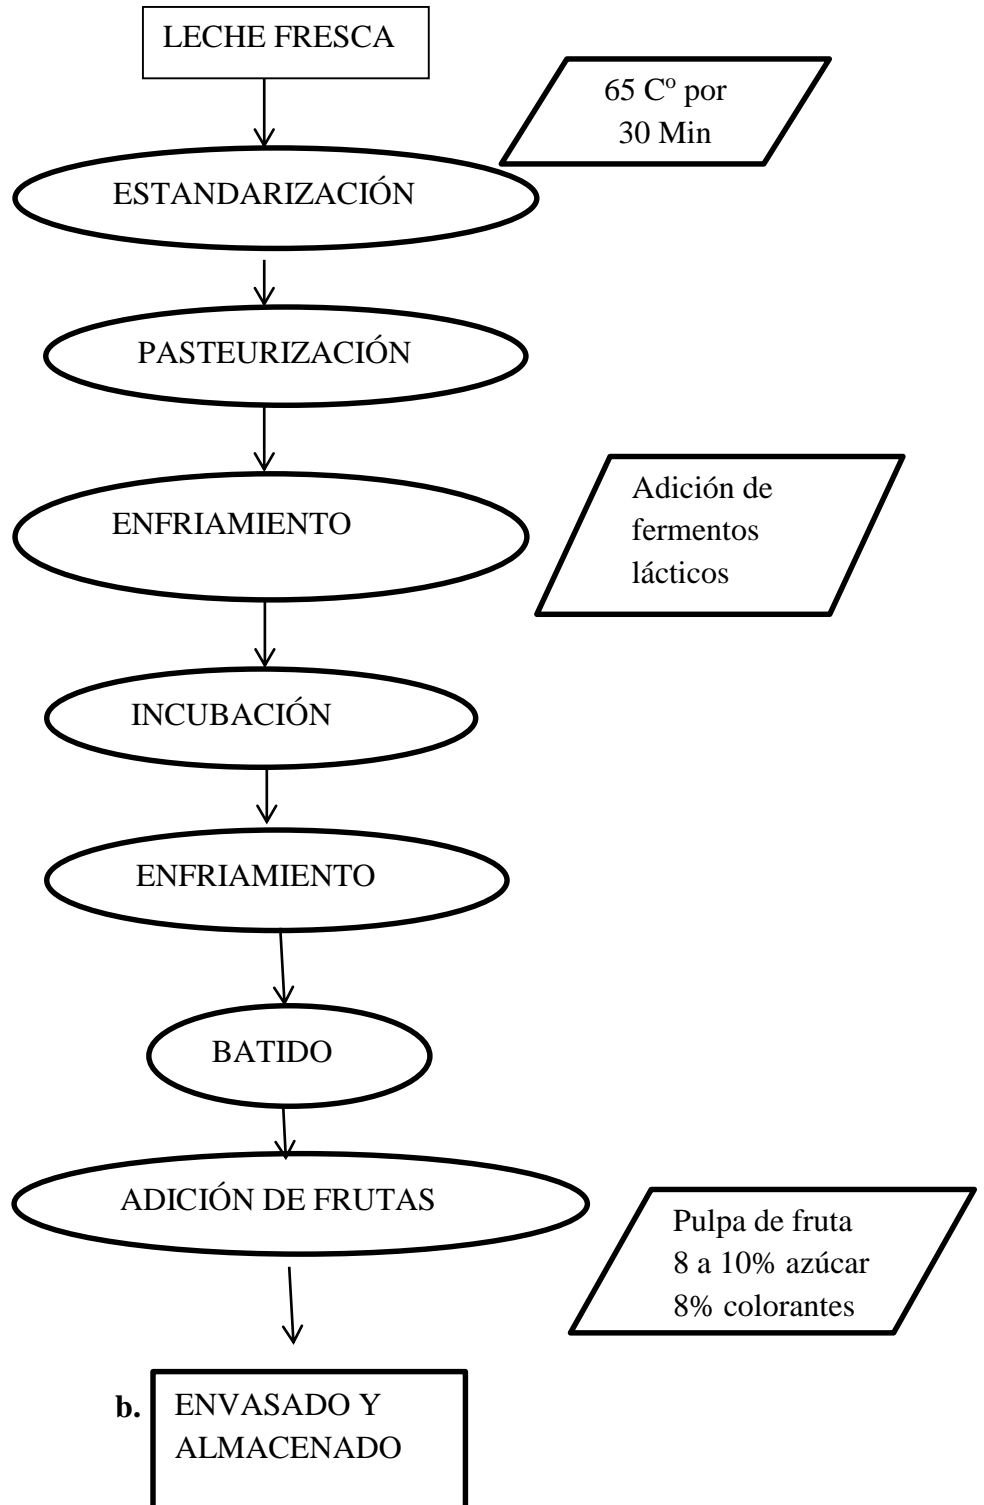 LECHE FRESCA
65 Cº por
30 Min
ESTANDARIZACIÓN
PASTEURIZACIÓN
ENFRIAMIENTO
Adición de
fermentos
lácticos
INCUBACIÓN
ENFRIAMIENTO
BATIDO
ADICIÓN DE FRUTAS
Pulpa de fruta
8 a 10% azúcar
8% colorantes
b.
ENVASADO Y
ALMACENADO